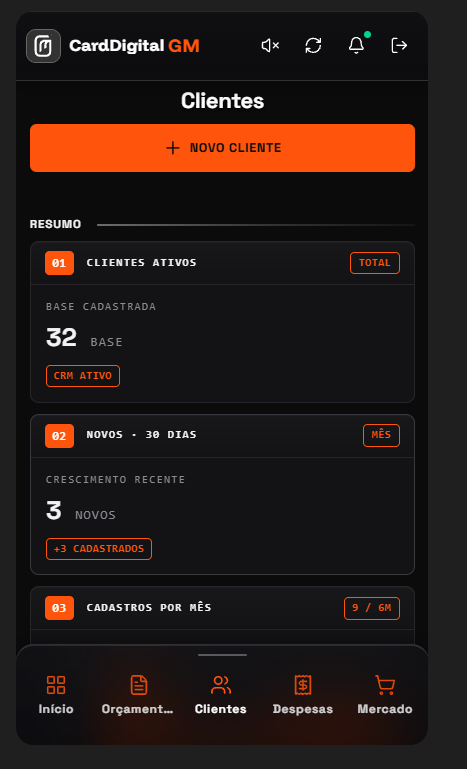 CardDigital GM
Clientes
NOVO CLIENTE
RESUMO
01 CLIENTES ATIVOS TOTAL
BASE CADASTRADA
32 BASE
CRM ATIVO
02 NOVOS · 30 DIAS MÊS
CRESCIMENTO RECENTE
3 NOVOS
+3 CADASTRADOS
03 CADASTROS POR MÊS 9 / 6M
Início Orçament... Clientes Despesas Mercado